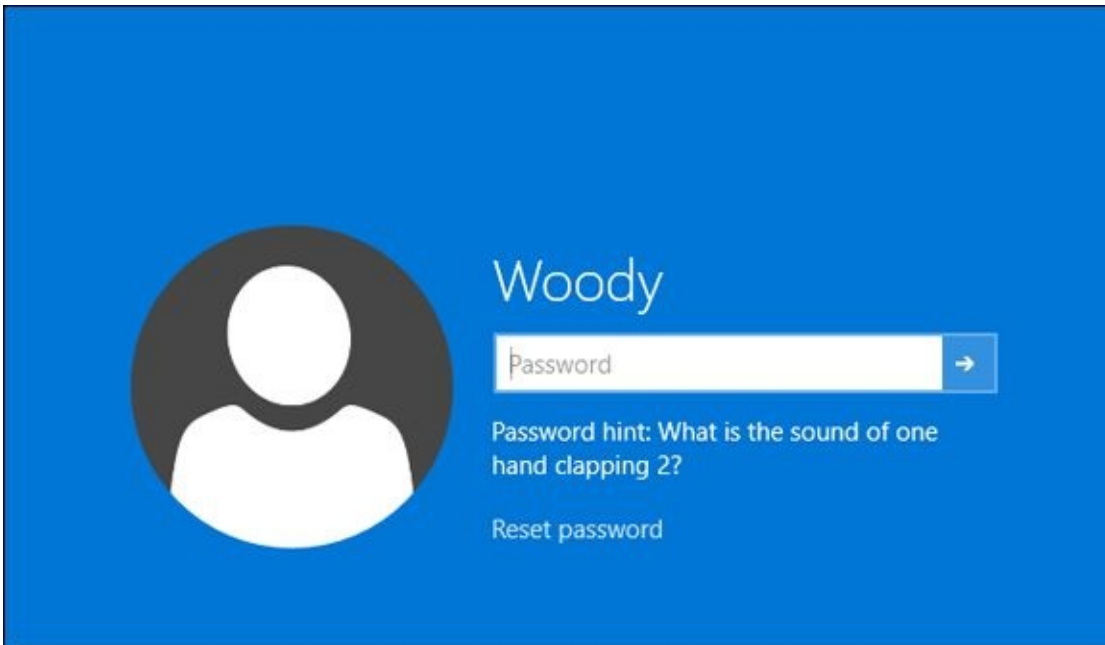 Woody
Password
Password hint: What is the sound of one
hand clapping 2?
Reset password